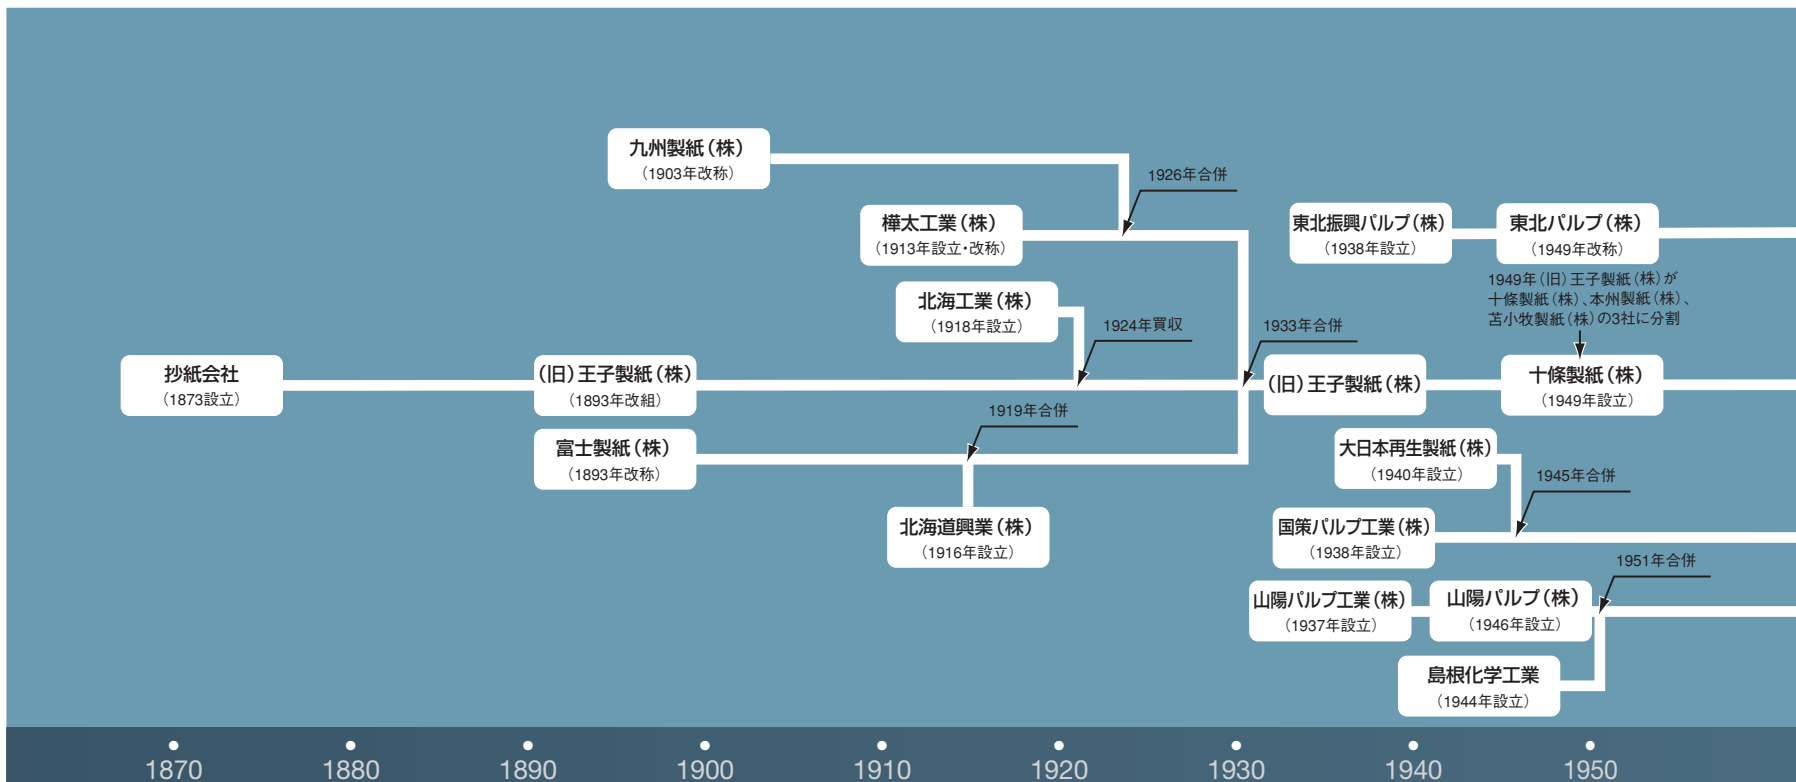 九州製紙（株）
（1903年改称）
1926年合併
樺太工業（株）
（1913年設立・改称）
東北振興パルプ（株）
（1938年設立）
東北パルプ（株）
（1949年改称）
1949年（旧）王子製紙（株）が
十條製紙（株）、本州製紙（株）、
苫小牧製紙（株）の3社に分割
北海工業（株）
（1918年設立）
1924年買収
1933年合併
抄紙会社
（1873設立）
（旧）王子製紙（株）
（1893年改組）
（旧）王子製紙（株）
十條製紙（株）
（1949年設立）
1919年合併
富士製紙（株）
（1893年改称）
大日本再生製紙（株）
（1940年設立）
1945年合併
北海道興業（株）
（1916年設立）
国策パルプ工業（株）
（1938年設立）
1951年合併
山陽パルプ工業（株）
（1937年設立）
山陽パルプ（株）
（1946年設立）
島根化学工業
（1944年設立）
1870 1880 1890 1900 1910 1920 1930 1940 1950